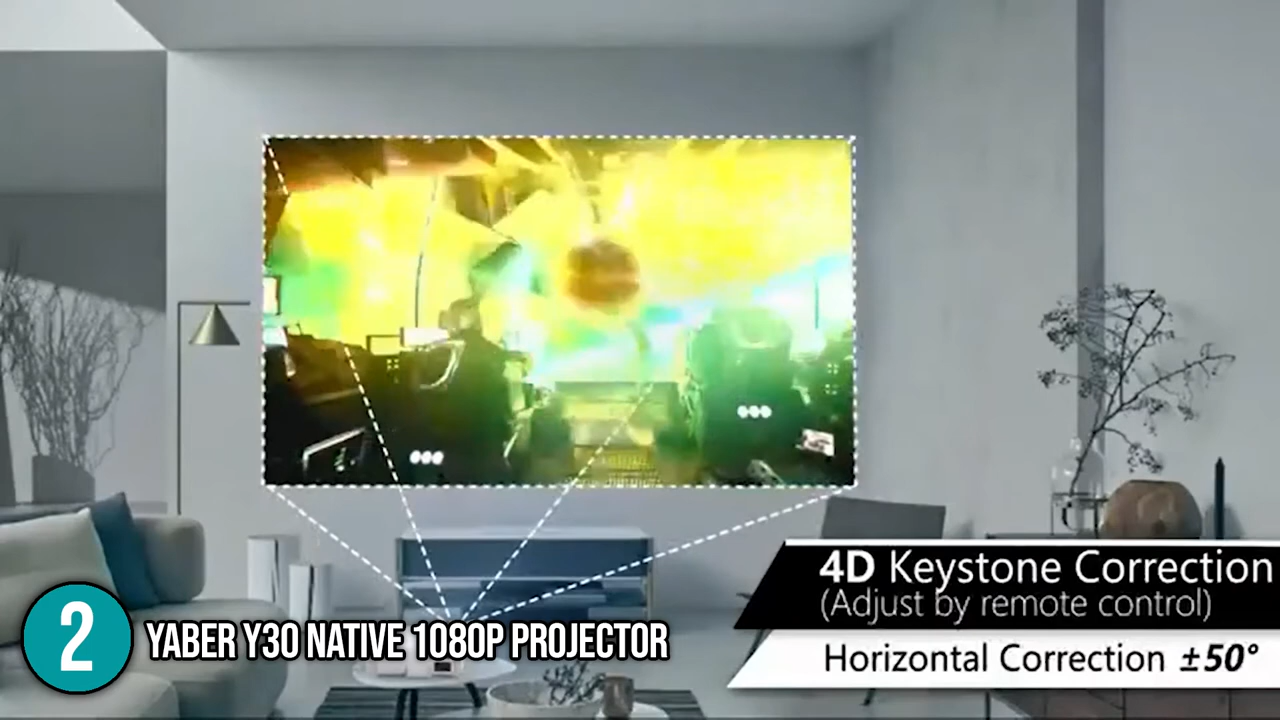 4D Keystone Correction
(Adjust by remote control)
Horizontal Correction ±50°
2
YABER Y30 NATIVE 1080P PROJECTOR